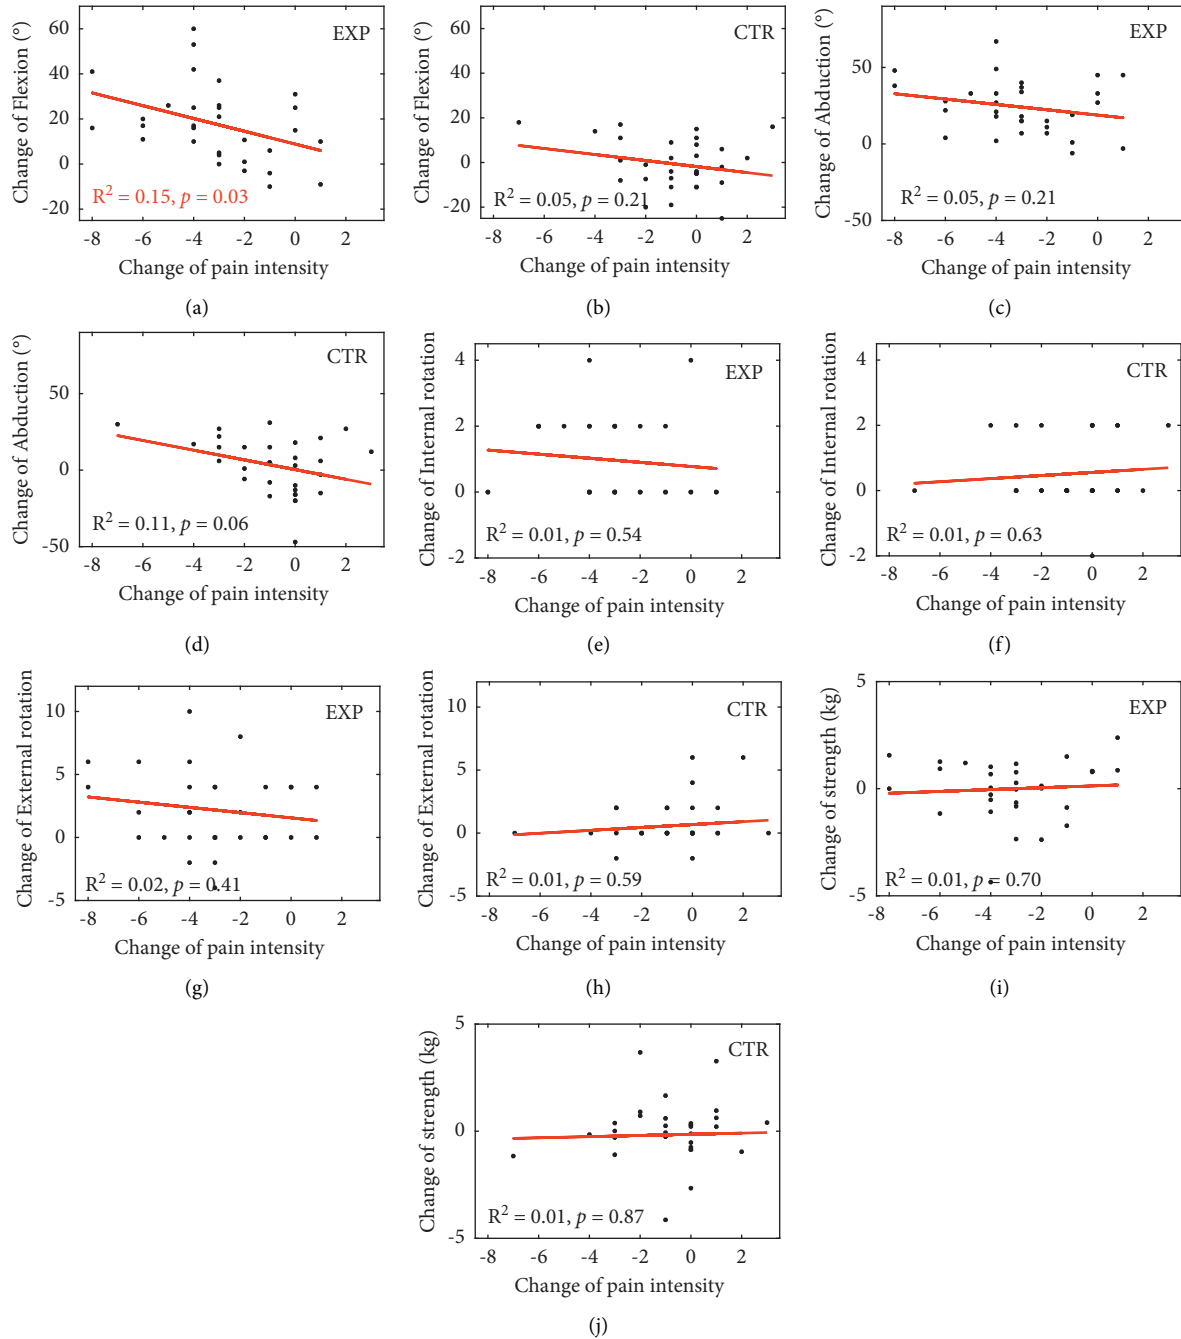 60
40
20
0
-20
Change of Flexion (°)
EXP
R² = 0.15, p = 0.03
-8 -6 -4 -2 0 2
Change of pain intensity
(a)
60
40
20
0
-20
Change of Flexion (°)
CTR
R² = 0.05, p = 0.21
-8 -6 -4 -2 0 2
Change of pain intensity
(b)
50
0
-50
Change of Abduction (°)
EXP
R² = 0.05, p = 0.21
-8 -6 -4 -2 0 2
Change of pain intensity
(c)
50
0
-50
Change of Abduction (°)
CTR
R² = 0.11, p = 0.06
-8 -6 -4 -2 0 2
Change of pain intensity
(d)
4
2
0
-2
Change of Internal rotation
EXP
R² = 0.01, p = 0.54
-8 -6 -4 -2 0 2
Change of pain intensity
(e)
4
2
0
-2
Change of Internal rotation
CTR
R² = 0.01, p = 0.63
-8 -6 -4 -2 0 2
Change of pain intensity
(f)
10
5
0
-5
Change of External rotation
EXP
R² = 0.02, p = 0.41
-8 -6 -4 -2 0 2
Change of pain intensity
(g)
10
5
0
-5
Change of External rotation
CTR
R² = 0.01, p = 0.59
-8 -6 -4 -2 0 2
Change of pain intensity
(h)
5
0
-5
Change of strength (kg)
EXP
R² = 0.01, p = 0.70
-8 -6 -4 -2 0 2
Change of pain intensity
(i)
5
0
-5
Change of strength (kg)
CTR
R² = 0.01, p = 0.87
-8 -6 -4 -2 0 2
Change of pain intensity
(j)